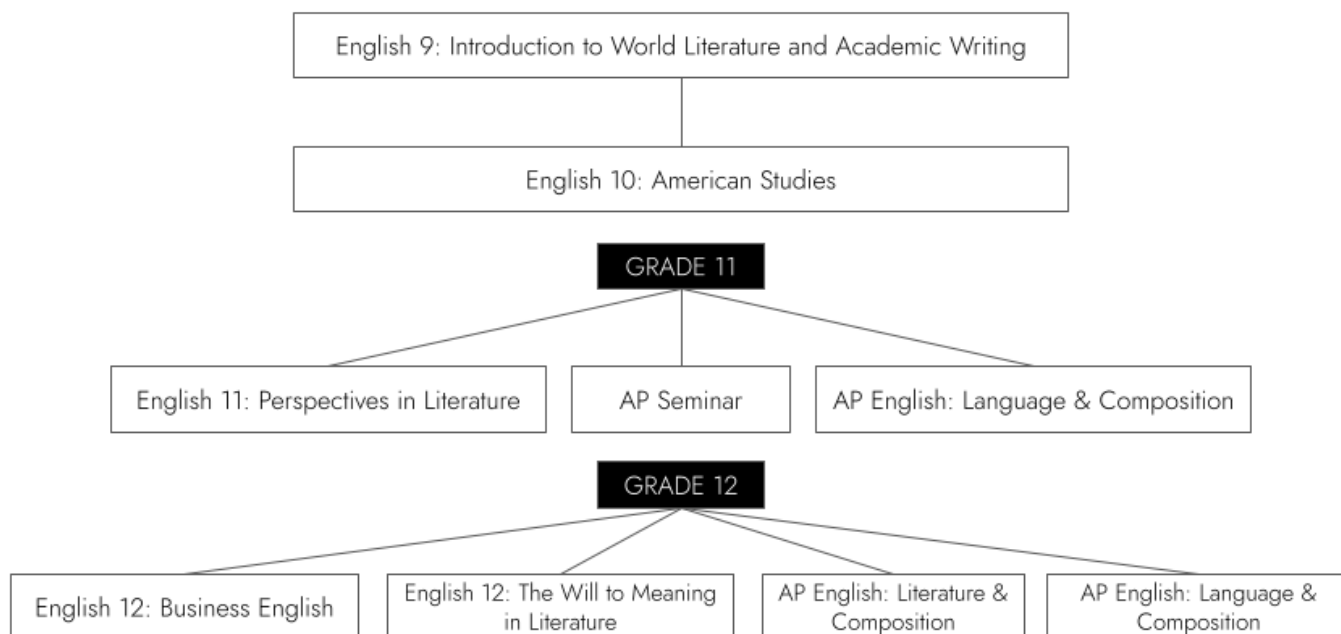 English 9: Introduction to World Literature and Academic Writing
English 10: American Studies
GRADE 11
English 11: Perspectives in Literature
AP Seminar
AP English: Language & Composition
GRADE 12
English 12: Business English
English 12: The Will to Meaning
in Literature
AP English: Literature &
Composition
AP English: Language &
Composition